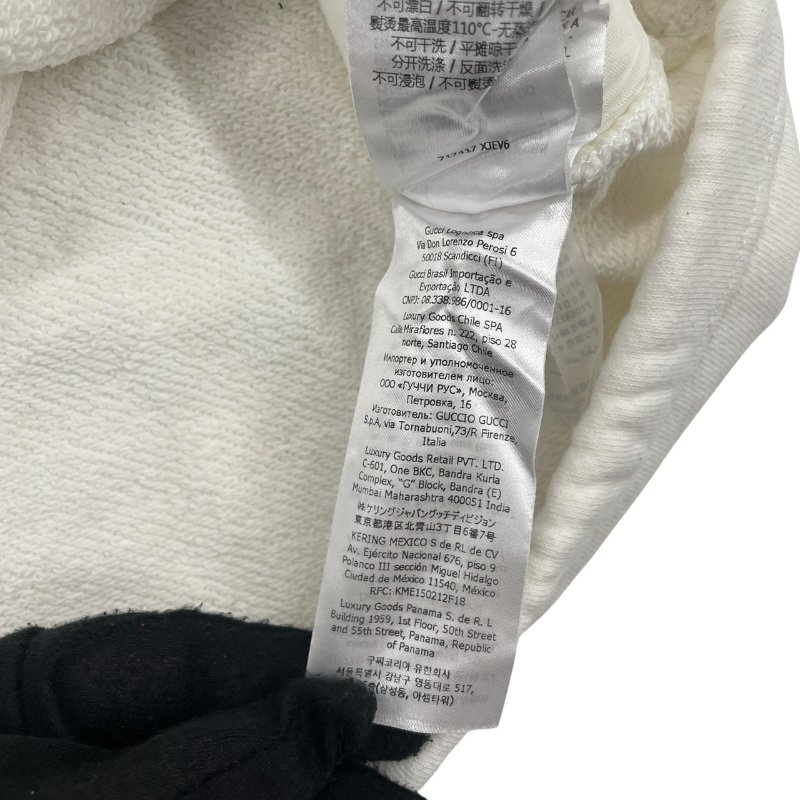 不可漂白/不可翻转干燥/
熨烫最高温度110℃-无蒸
不可干洗/平摊晾干
分开洗涤/反面洗
不可浸泡/不可熨烫
717417 XJEV6
Gucci Logistica spa
Via Don Lorenzo Perosi 6
50018 Scandicci (FI)
Gucci Brasil Importação e
Exportação LTDA
CNPJ: 08.338.986/0001-16
Luxury Goods Chile SPA
Calle Miraflores n. 222, piso 28
norte, Santiago Chile
Импортер и уполномоченное
изготовителем лицо:
ООО «ГУЧЧИ РУС», Москва,
Петровка, 16
Изготовитель: GUCCIO GUCCI
S.p.A, via Tornabuoni,73/R Firenze,
Italia
Luxury Goods Retail PVT. LTD.
C-601, One BKC, Bandra Kurla
Complex, "G" Block, Bandra (E)
Mumbai Maharashtra 400051 India
㈱ケリングジャパングッチディビジョン
東京都港区北青山3丁目6番7号
KERING MEXICO S de RL de CV
Av. Ejército Nacional 676, piso 9
Polanco III sección Miguel Hidalgo
Ciudad de México 11540, México
RFC: KME150212F18
Luxury Goods Panama S. de R. L
Building 1959, 1st Floor, 50th Street
and 55th Street, Panama, Republic
of Panama
구찌코리아 유한회사
서울특별시 강남구 영동대로 517,
(삼성동, 아셈타워)